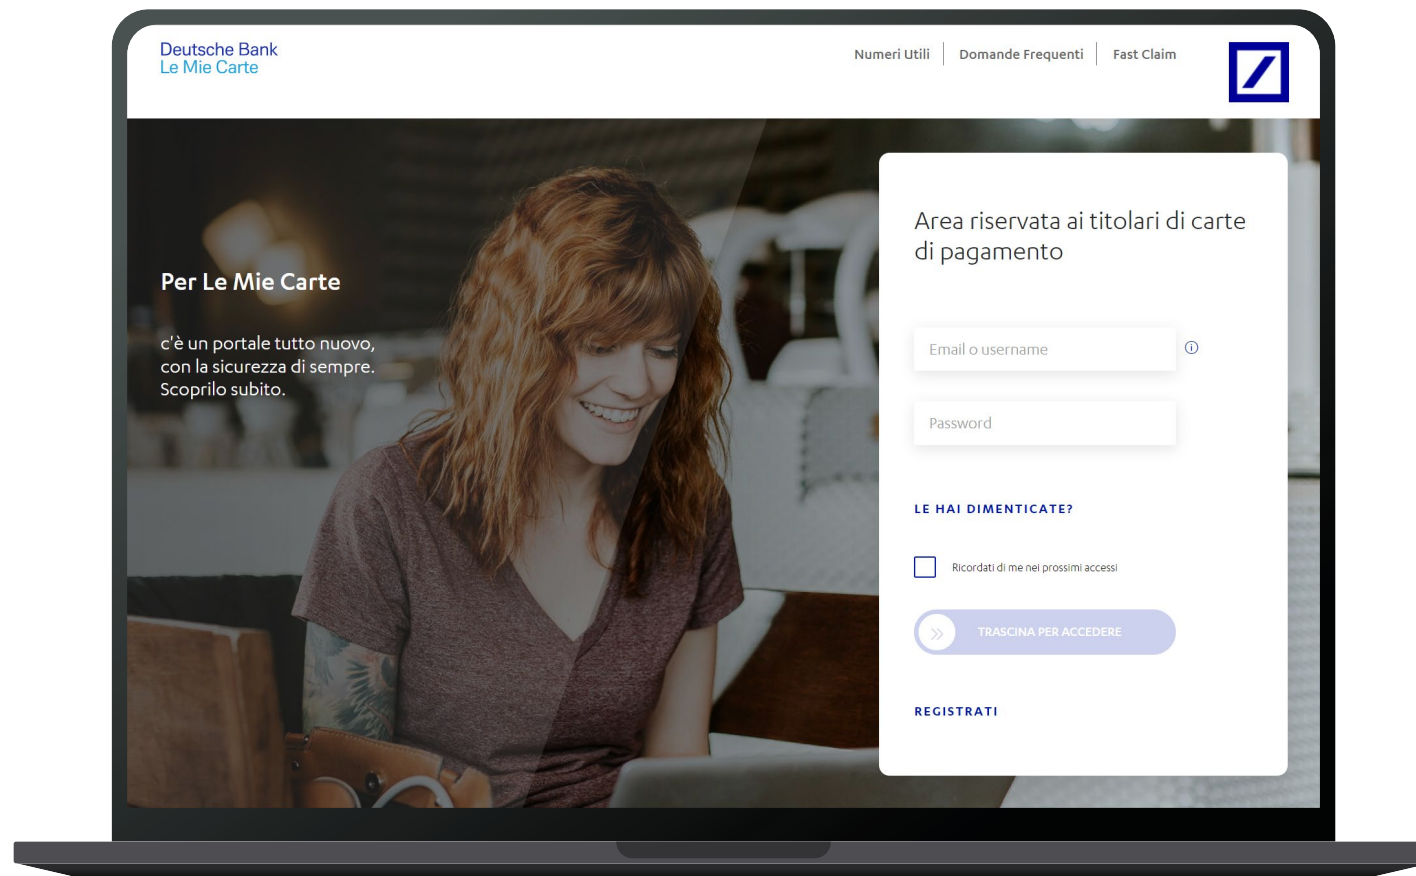 Deutsche Bank
Le Mie Carte
Numeri Utili
Domande Frequenti
Fast Claim
Per Le Mie Carte
c'è un portale tutto nuovo,
con la sicurezza di sempre.
Scoprilo subito.
Area riservata ai titolari di carte
di pagamento
Email o username
Password
LE HAI DIMENTICATE?
Ricordati di me nei prossimi accessi
TRASCINA PER ACCEDERE
REGISTRATI